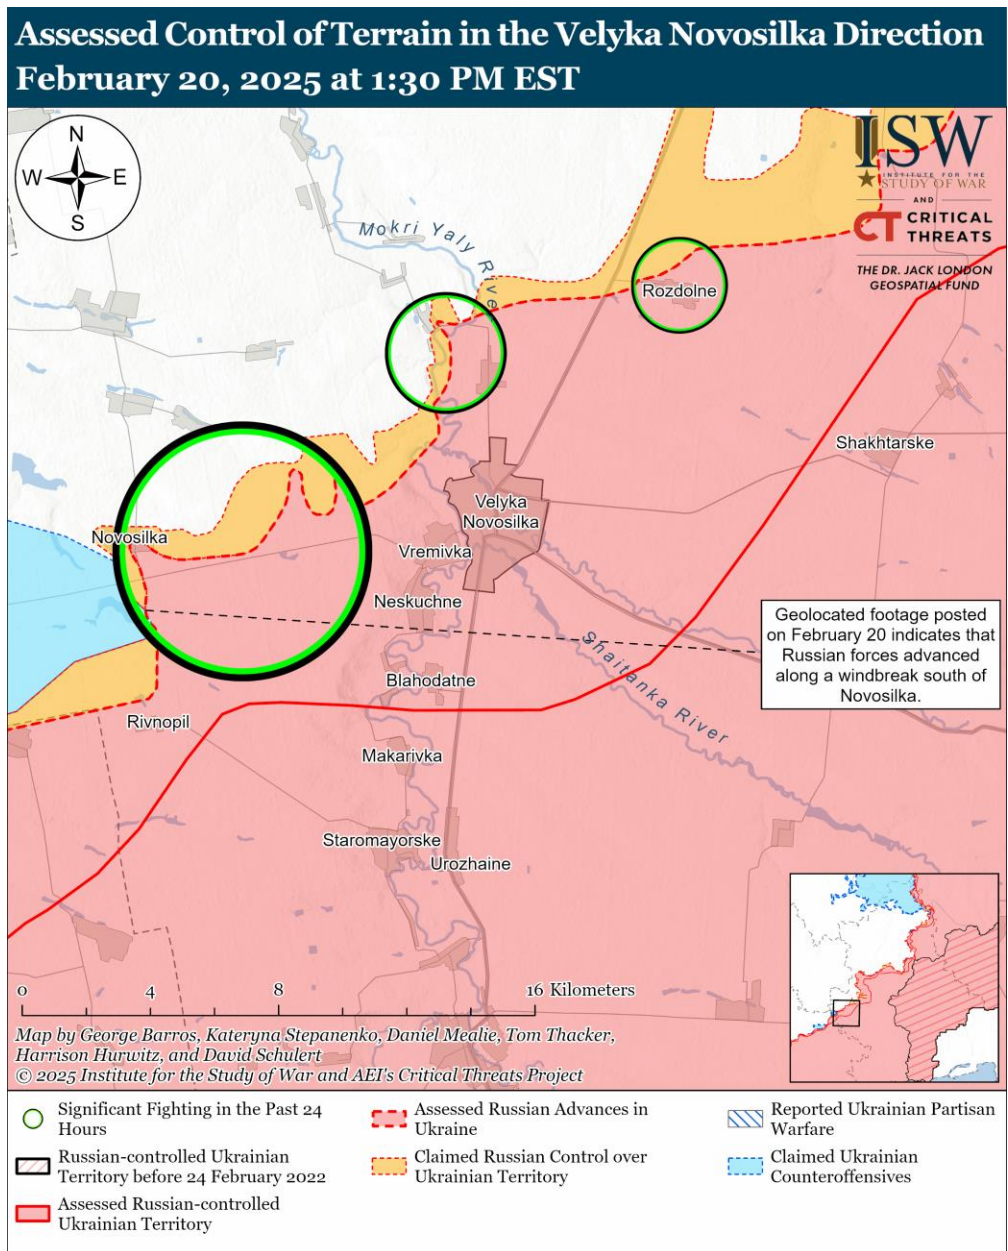 Assessed Control of Terrain in the Velyka Novosilka Direction
February 20, 2025 at 1:30 PM EST
N
W
E
S
ISW
INSTITUTE FOR THE
STUDY OF WAR
AND
CT CRITICAL
THREATS
THE DR. JACK LONDON
GEOSPATIAL FUND
Mokri Yaly River
Rozdolne
Shakhtarske
Velyka
Novosilka
Novosilka
Vremivka
Neskuchne
Geolocated footage posted
on February 20 indicates that
Russian forces advanced
along a windbreak south of
Novosilka.
Shaitanka River
Blahodatne
Rivnopil
Makarivka
Staromayorske
Urozhaine
0 4 8 16 Kilometers
Map by George Barros, Kateryna Stepanenko, Daniel Mealie, Tom Thacker,
Harrison Hurwitz, and David Schulert
© 2025 Institute for the Study of War and AEI's Critical Threats Project
Significant Fighting in the Past 24
Hours
Russian-controlled Ukrainian
Territory before 24 February 2022
Assessed Russian-controlled
Ukrainian Territory
Assessed Russian Advances in
Ukraine
Claimed Russian Control over
Ukrainian Territory
Reported Ukrainian Partisan
Warfare
Claimed Ukrainian
Counteroffensives